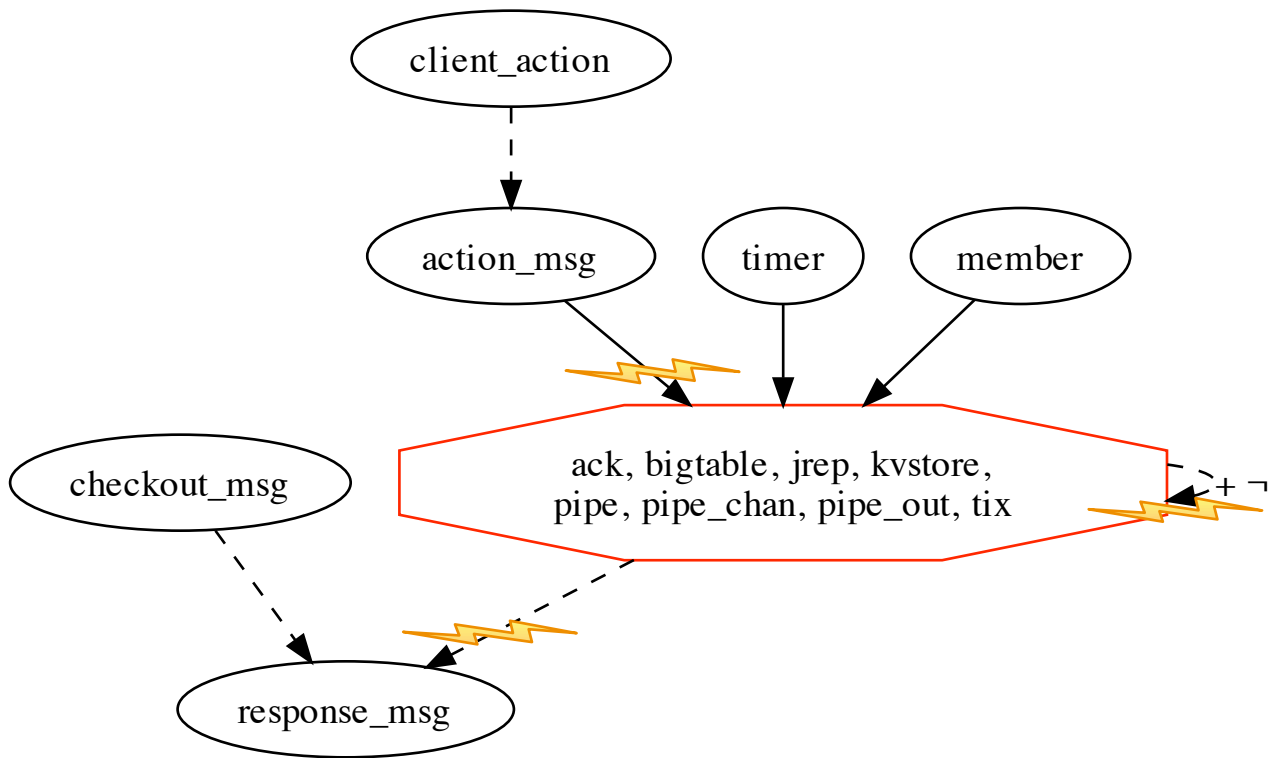 client_action
action_msg
timer
member
ack, bigtable, jrep, kvstore,
pipe, pipe_chan, pipe_out, tix
+ ¬
checkout_msg
response_msg